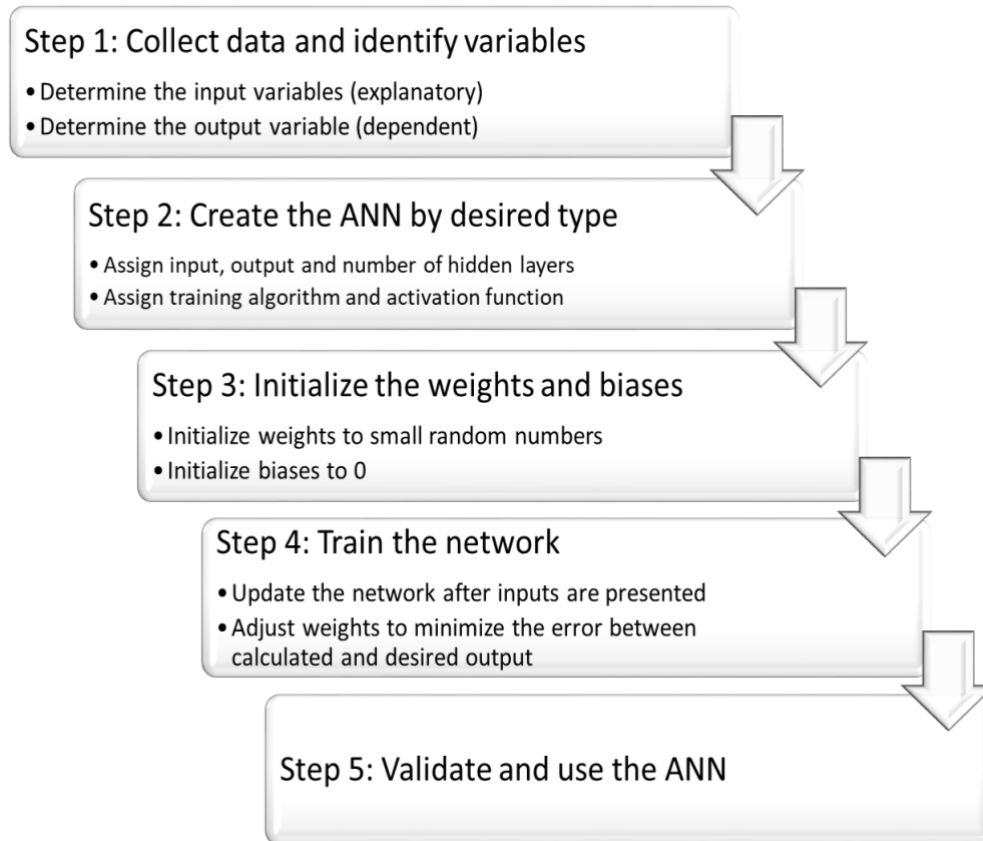 Step 1: Collect data and identify variables
• Determine the input variables (explanatory)
• Determine the output variable (dependent)
Step 2: Create the ANN by desired type
• Assign input, output and number of hidden layers
• Assign training algorithm and activation function
Step 3: Initialize the weights and biases
• Initialize weights to small random numbers
• Initialize biases to 0
Step 4: Train the network
• Update the network after inputs are presented
• Adjust weights to minimize the error between
calculated and desired output
Step 5: Validate and use the ANN